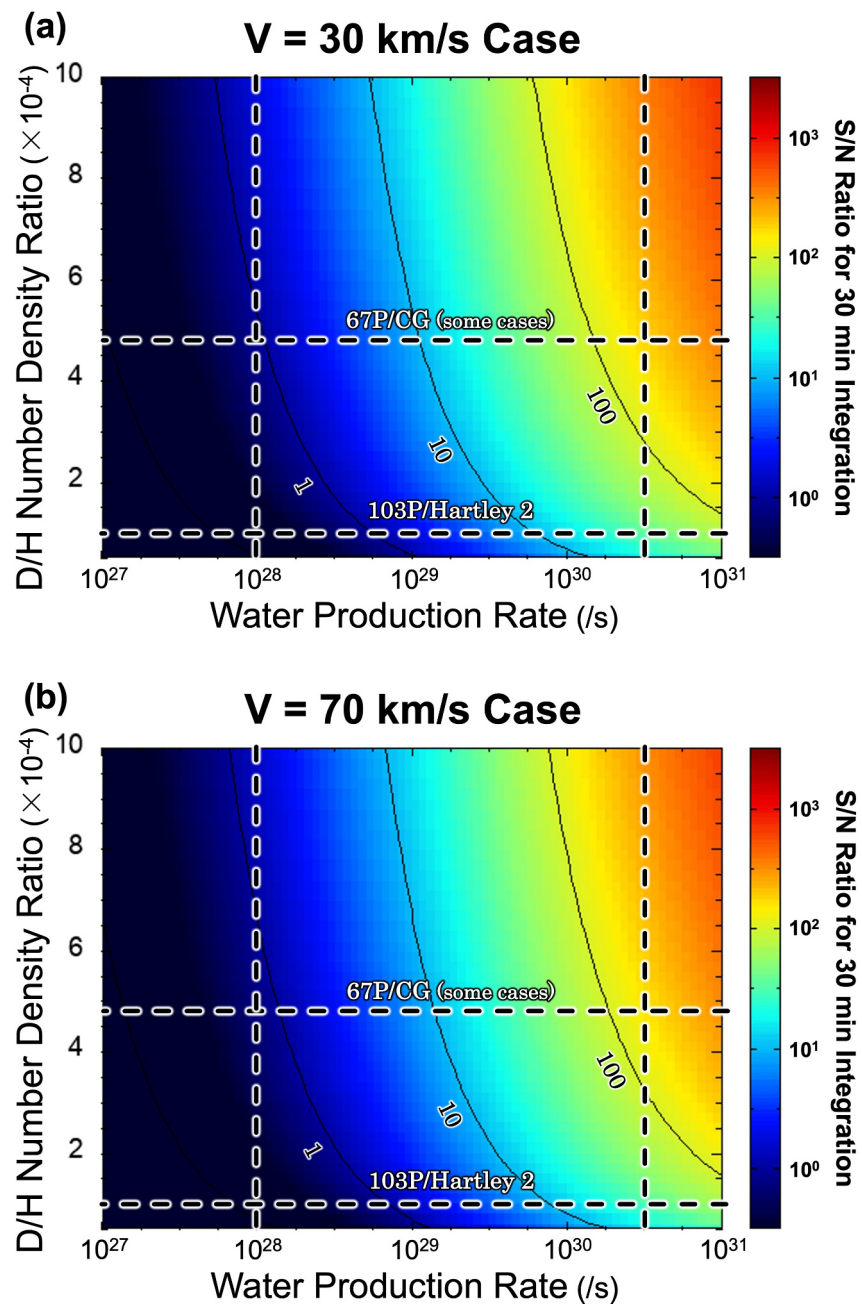 (a)
V = 30 km/s Case
D/H Number Density Ratio (×10⁻⁴)
10
8
6
4
2
67P/CG (some cases)
103P/Hartley 2
1
10
100
10²⁷
10²⁸
10²⁹
10³⁰
10³¹
Water Production Rate (/s)
10³
10²
10¹
10⁰
S/N Ratio for 30 min Integration
(b)
V = 70 km/s Case
D/H Number Density Ratio (×10⁻⁴)
10
8
6
4
2
67P/CG (some cases)
103P/Hartley 2
1
10
100
10²⁷
10²⁸
10²⁹
10³⁰
10³¹
Water Production Rate (/s)
10³
10²
10¹
10⁰
S/N Ratio for 30 min Integration